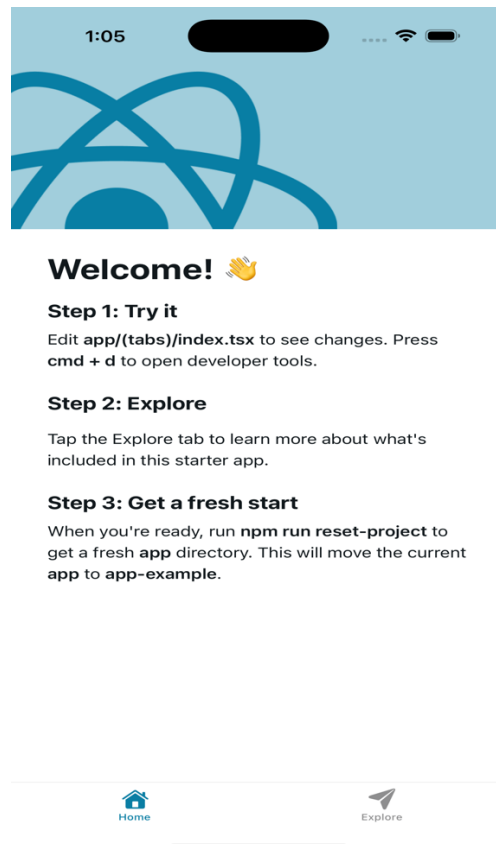 1:05
Welcome! 👋
Step 1: Try it
Edit app/(tabs)/index.tsx to see changes. Press
cmd + d to open developer tools.
Step 2: Explore
Tap the Explore tab to learn more about what's
included in this starter app.
Step 3: Get a fresh start
When you're ready, run npm run reset-project to
get a fresh app directory. This will move the current
app to app-example.
Home
Explore